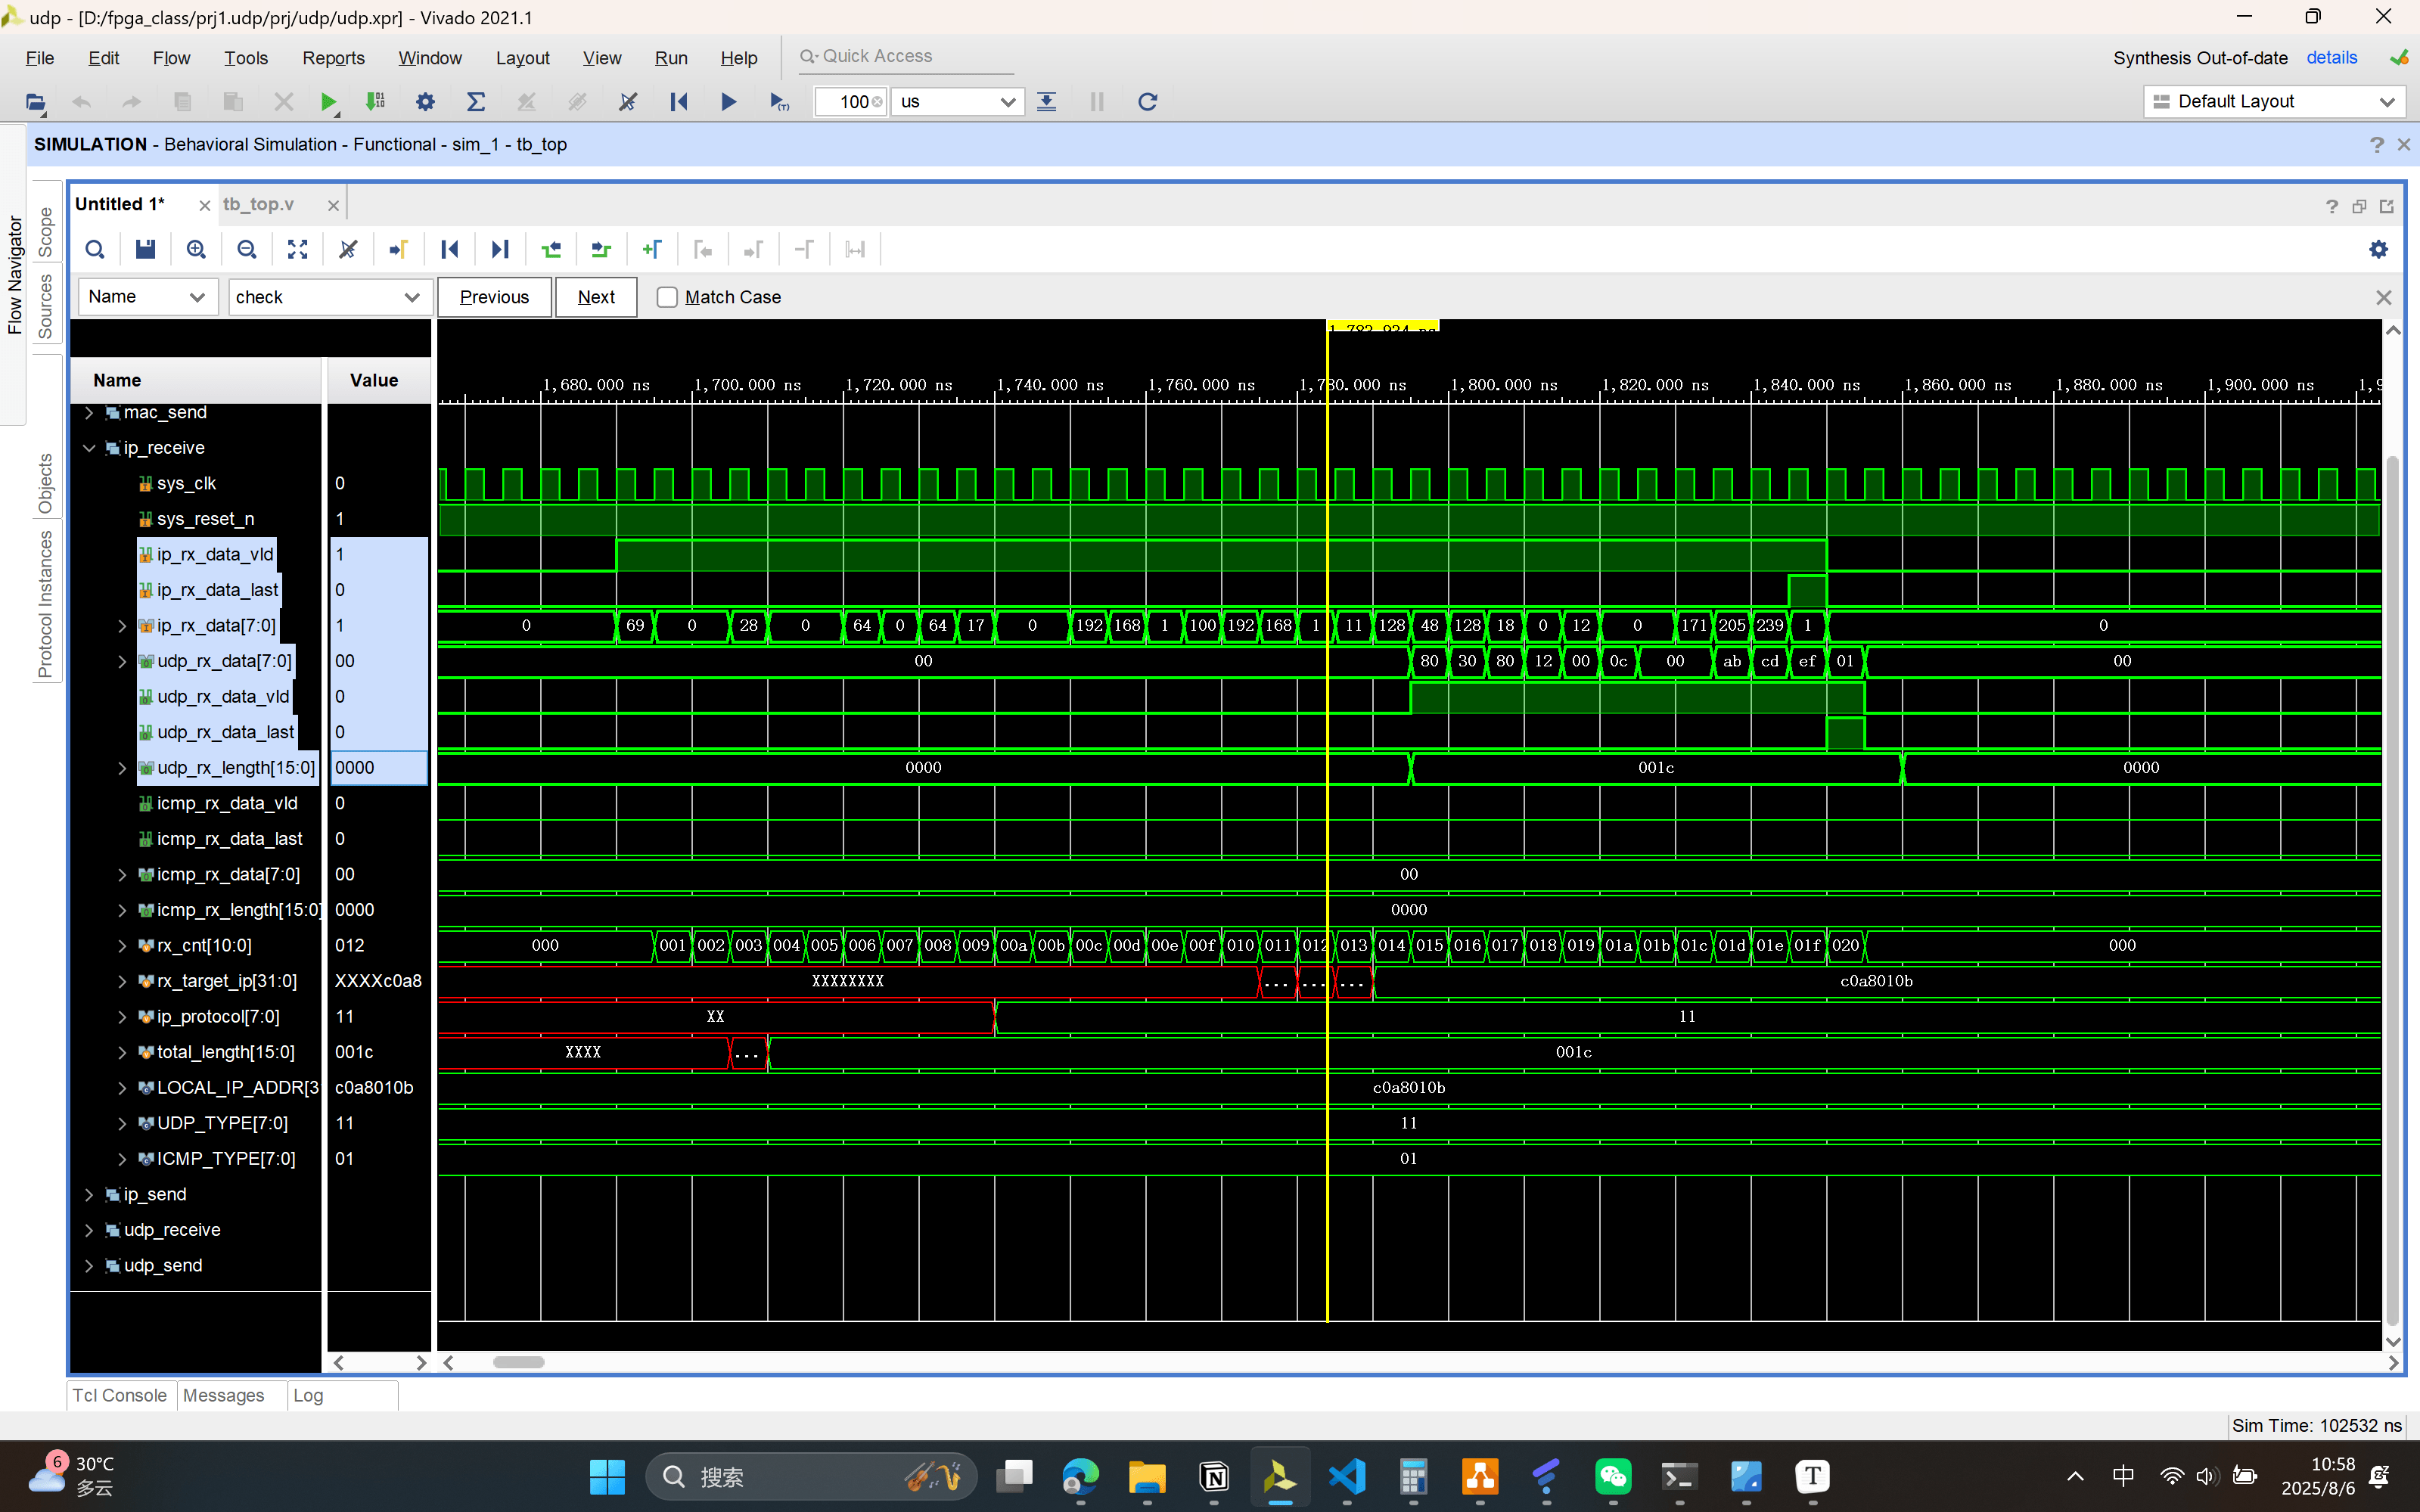 udp - [D:/fpga_class/prj1.udp/prj/udp/udp.xpr] - Vivado 2021.1
File Edit Flow Tools Reports Window Layout View Run Help Quick Access
Synthesis Out-of-date details
100 us
Default Layout
SIMULATION - Behavioral Simulation - Functional - sim_1 - tb_top
Flow Navigator
Scope
Sources
Objects
Protocol Instances
Untitled 1* tb_top.v
Name check Previous Next Match Case
1,783.924 ns
Name Value
1,680.000 ns 1,700.000 ns 1,720.000 ns 1,740.000 ns 1,760.000 ns 1,780.000 ns 1,800.000 ns 1,820.000 ns 1,840.000 ns 1,860.000 ns 1,880.000 ns 1,900.000 ns 1,9
mac_send
ip_receive
sys_clk 0
sys_reset_n 1
ip_rx_data_vld 1
ip_rx_data_last 0
ip_rx_data[7:0] 1 0 69 0 28 0 64 0 64 17 0 192 168 1 100 192 168 1 11 128 48 128 18 0 12 0 171 205 239 1 0
udp_rx_data[7:0] 00 00 80 30 80 12 00 0c 00 ab cd ef 01 00
udp_rx_data_vld 0
udp_rx_data_last 0
udp_rx_length[15:0] 0000 0000 001c 0000
icmp_rx_data_vld 0
icmp_rx_data_last 0
icmp_rx_data[7:0] 00 00
icmp_rx_length[15:0] 0000 0000
rx_cnt[10:0] 012 000 001 002 003 004 005 006 007 008 009 00a 00b 00c 00d 00e 00f 010 011 012 013 014 015 016 017 018 019 01a 01b 01c 01d 01e 01f 020 000
rx_target_ip[31:0] XXXXc0a8 XXXXXXXX ... ... ... c0a8010b
ip_protocol[7:0] 11 XX 11
total_length[15:0] 001c XXXX ... 001c
LOCAL_IP_ADDR[3 c0a8010b c0a8010b
UDP_TYPE[7:0] 11 11
ICMP_TYPE[7:0] 01 01
ip_send
udp_receive
udp_send
Tcl Console Messages Log
Sim Time: 102532 ns
6 30°C
多云
搜索
中
10:58
2025/8/6